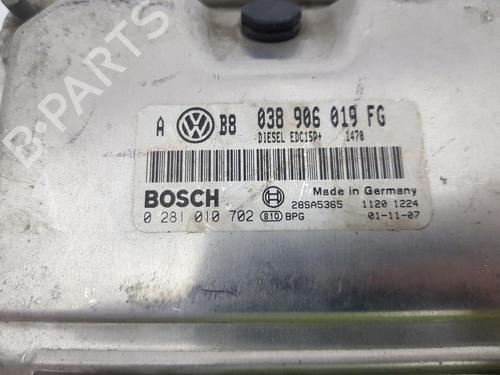 A B8 038 906 019 FG
DIESEL EDC15P+ 1470
BOSCH Made in Germany
28SA5365 1120 1224
0 281 010 702 810 BPG 01-11-07
B-PARTS